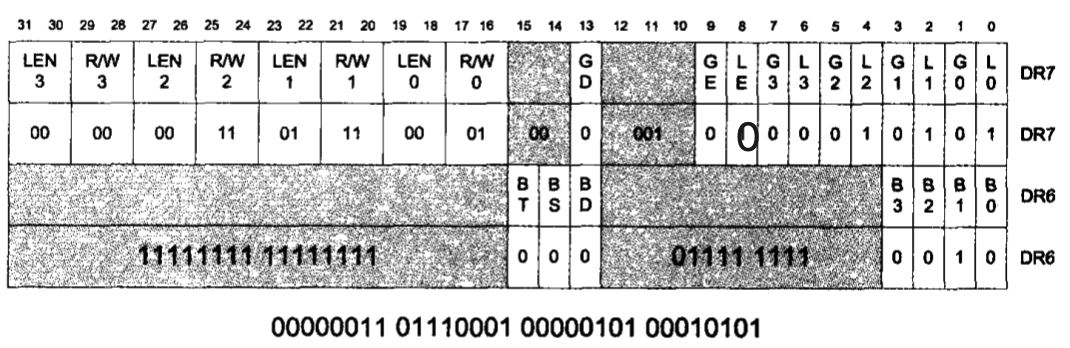 31 30 29 28 27 26 25 24 23 22 21 20 19 18 17 16 15 14 13 12 11 10 9 8 7 6 5 4 3 2 1 0
LEN 3 R/W 3 LEN 2 R/W 2 LEN 1 R/W 1 LEN 0 R/W 0 GD GE LE G3 L3 G2 L2 G1 L1 G0 L0 DR7
00 00 00 11 01 11 00 01 00 0 001 0 0 0 0 0 1 0 1 0 1 DR7
BT BS BD B3 B2 B1 B0 DR6
11111111 11111111 0 0 0 01111 1111 0 0 1 0 DR6
00000011 01110001 00000101 00010101